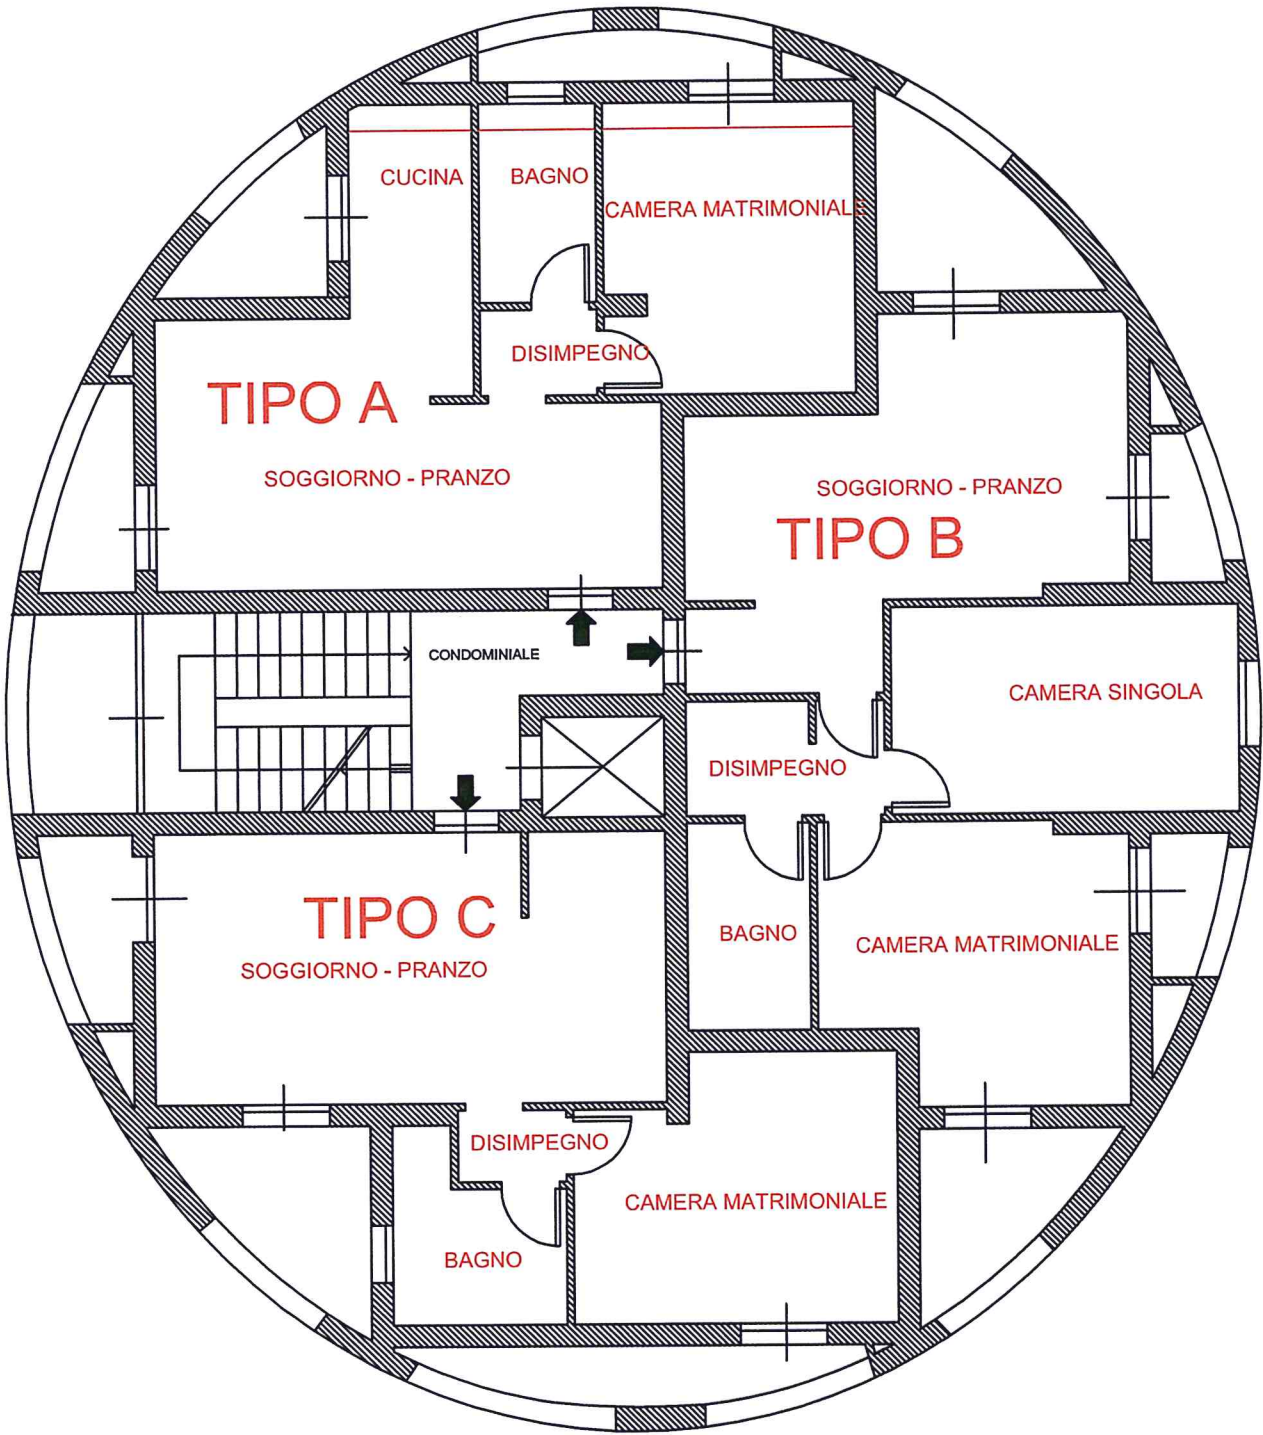 CUCINA
BAGNO
CAMERA MATRIMONIALE
DISIMPEGNO
TIPO A
SOGGIORNO - PRANZO
SOGGIORNO - PRANZO
TIPO B
CONDOMINIALE
CAMERA SINGOLA
DISIMPEGNO
TIPO C
SOGGIORNO - PRANZO
BAGNO
CAMERA MATRIMONIALE
DISIMPEGNO
CAMERA MATRIMONIALE
BAGNO